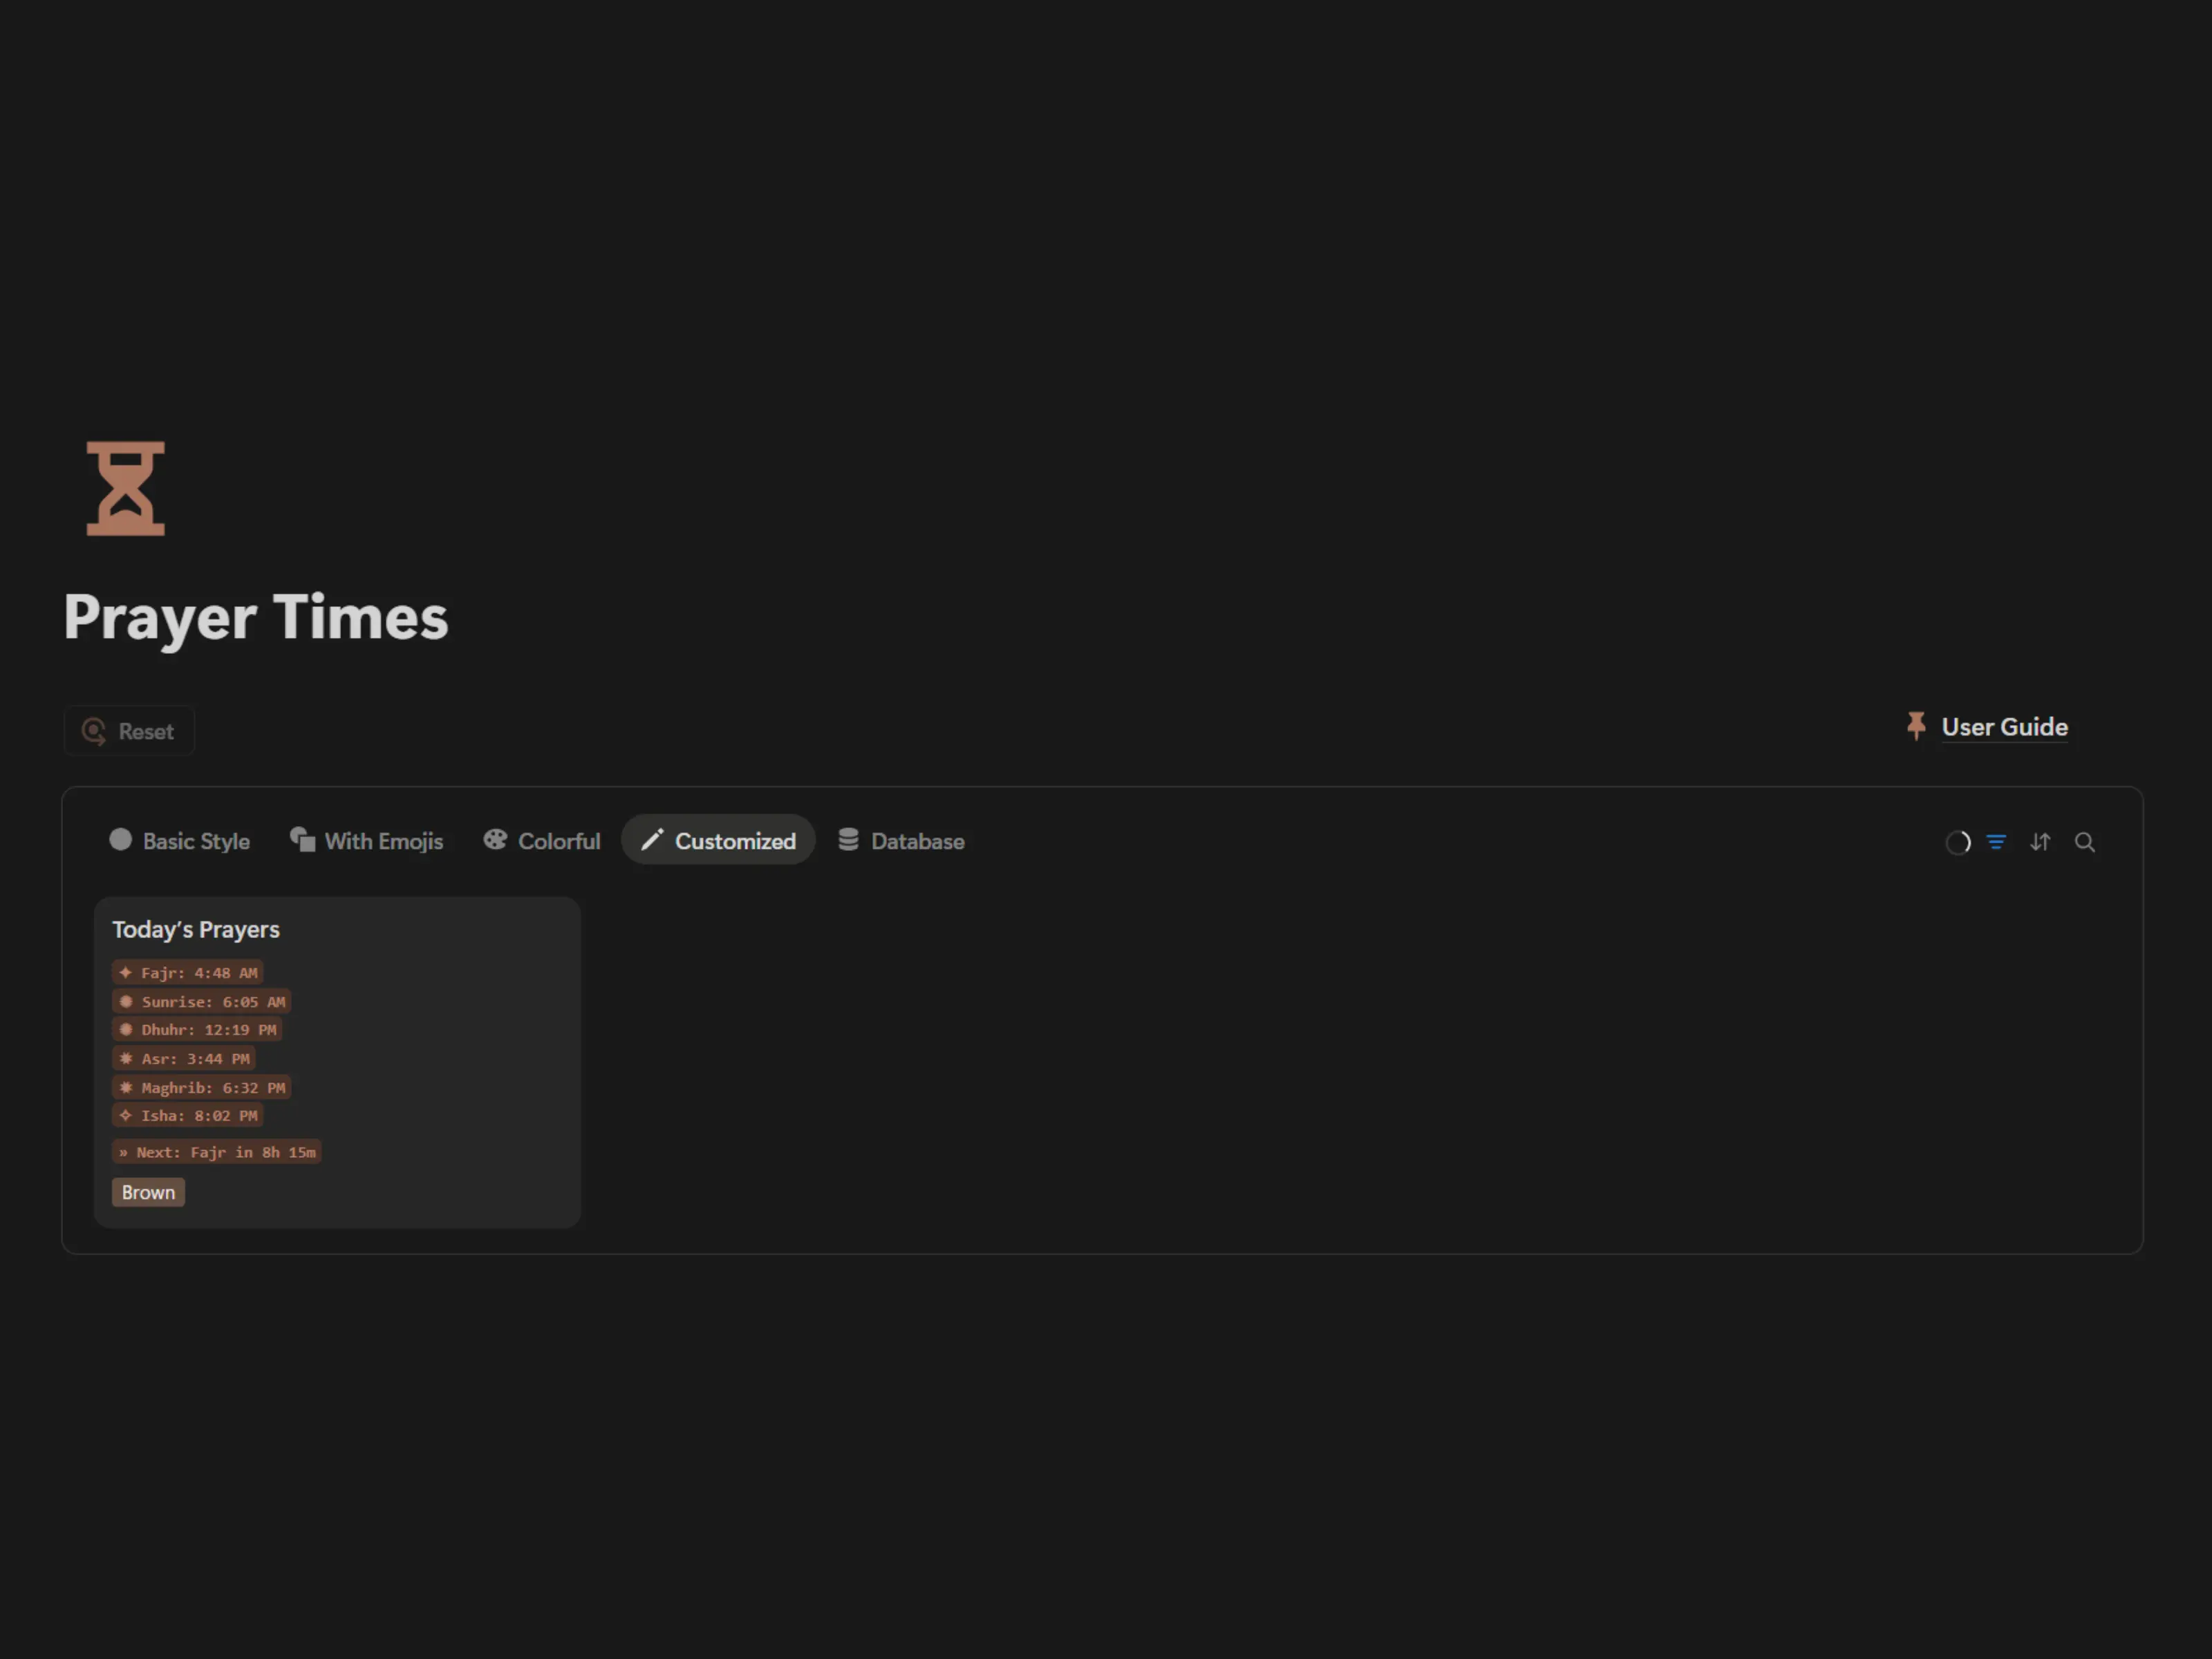 Prayer Times
Reset
User Guide
Basic Style
With Emojis
Colorful
Customized
Database
Today's Prayers
✦ Fajr: 4:48 AM
Sunrise: 6:05 AM
Dhuhr: 12:19 PM
Asr: 3:44 PM
Maghrib: 6:32 PM
✧ Isha: 8:02 PM
» Next: Fajr in 8h 15m
Brown